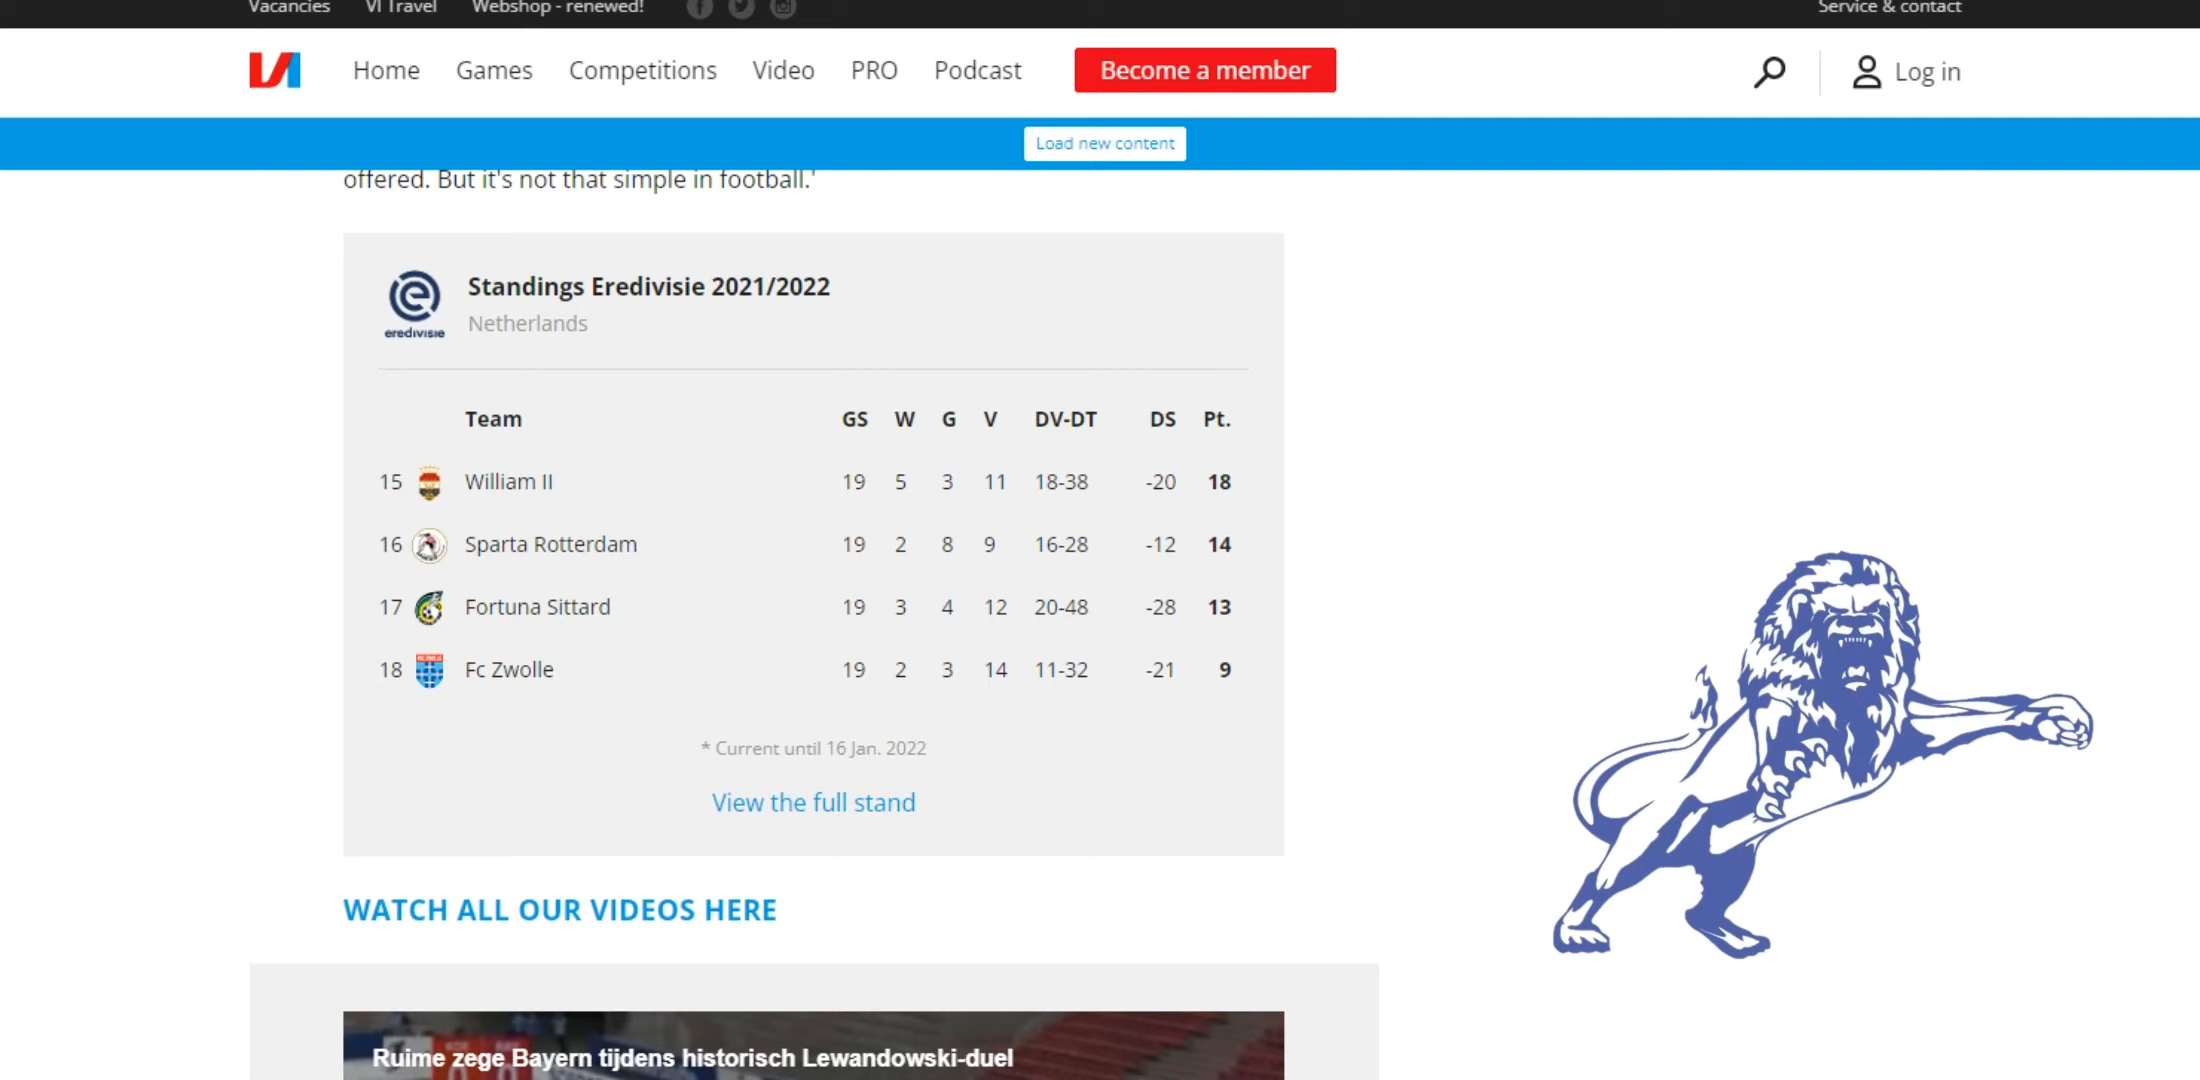 Vacancies VI Travel Webshop - renewed! Service & contact
VI Home Games Competitions Video PRO Podcast Become a member Log in
Load new content
offered. But it's not that simple in football.'
eredivisie
Standings Eredivisie 2021/2022
Netherlands
Team GS W G V DV-DT DS Pt.
15 William II 19 5 3 11 18-38 -20 18
16 Sparta Rotterdam 19 2 8 9 16-28 -12 14
17 Fortuna Sittard 19 3 4 12 20-48 -28 13
18 Fc Zwolle 19 2 3 14 11-32 -21 9
* Current until 16 Jan. 2022
View the full stand
WATCH ALL OUR VIDEOS HERE
Ruime zege Bayern tijdens historisch Lewandowski-duel